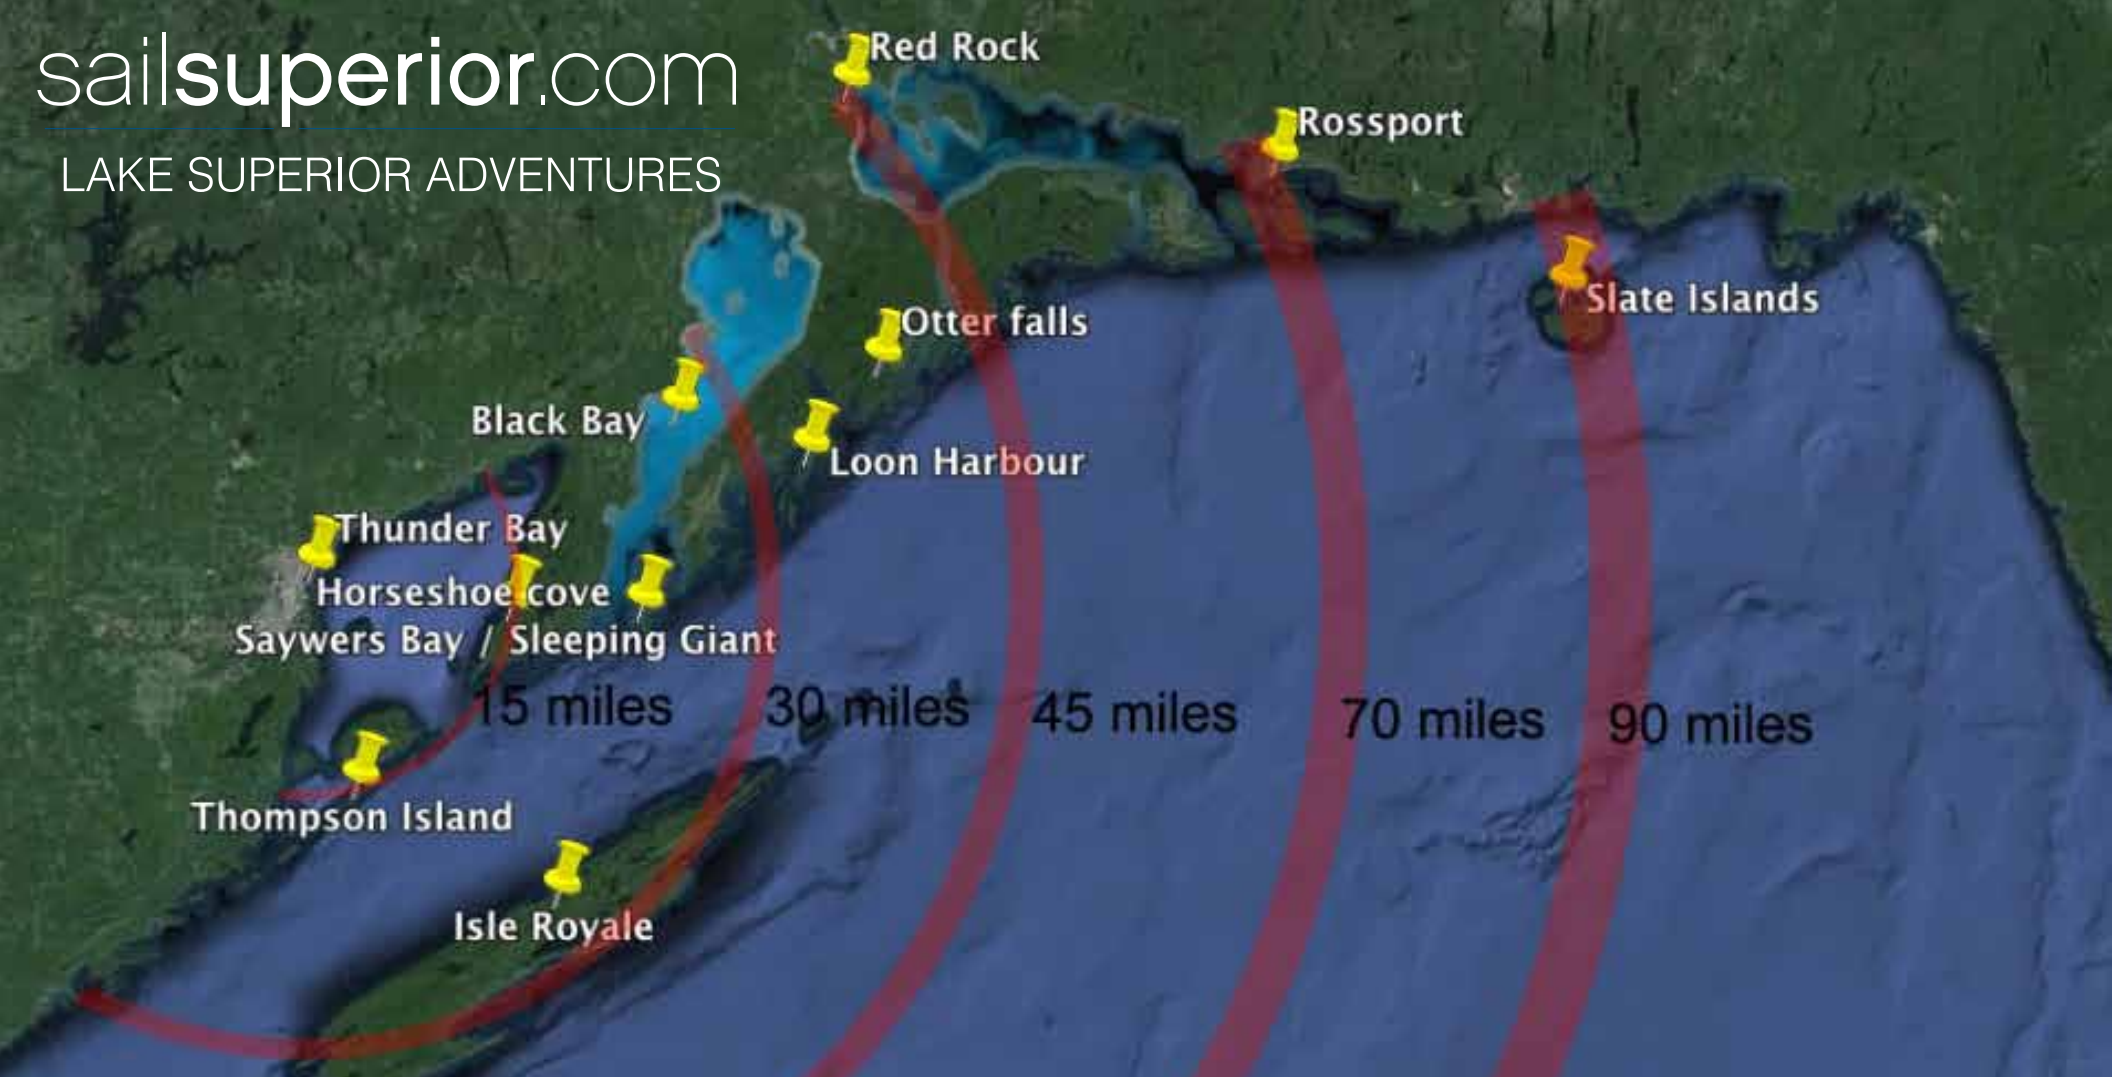 sailsuperior.com
LAKE SUPERIOR ADVENTURES
Red Rock
Rossport
Slate Islands
Otter falls
Black Bay
Loon Harbour
Thunder Bay
Horseshoe cove
Saywers Bay / Sleeping Giant
15 miles
30 miles
45 miles
70 miles
90 miles
Thompson Island
Isle Royale